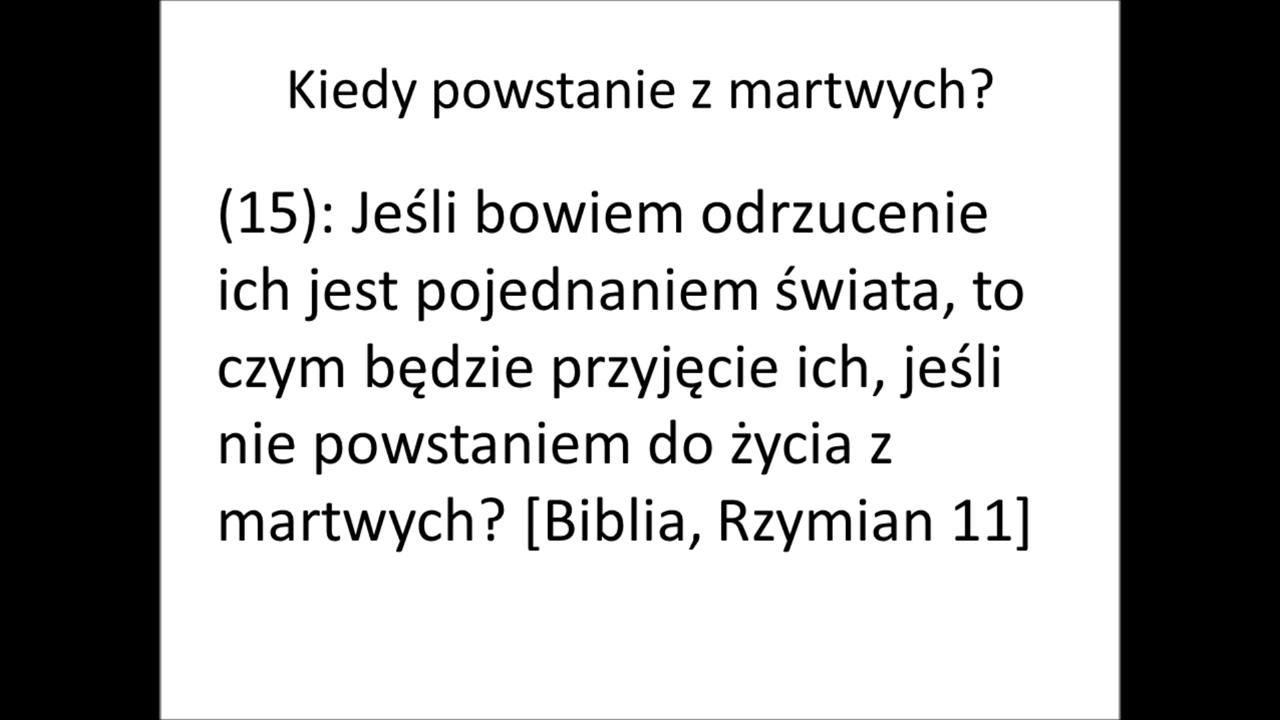 Kiedy powstanie z martwych?
(15): Jeśli bowiem odrzucenie
ich jest pojednaniem świata, to
czym będzie przyjęcie ich, jeśli
nie powstaniem do życia z
martwych? [Biblia, Rzymian 11]